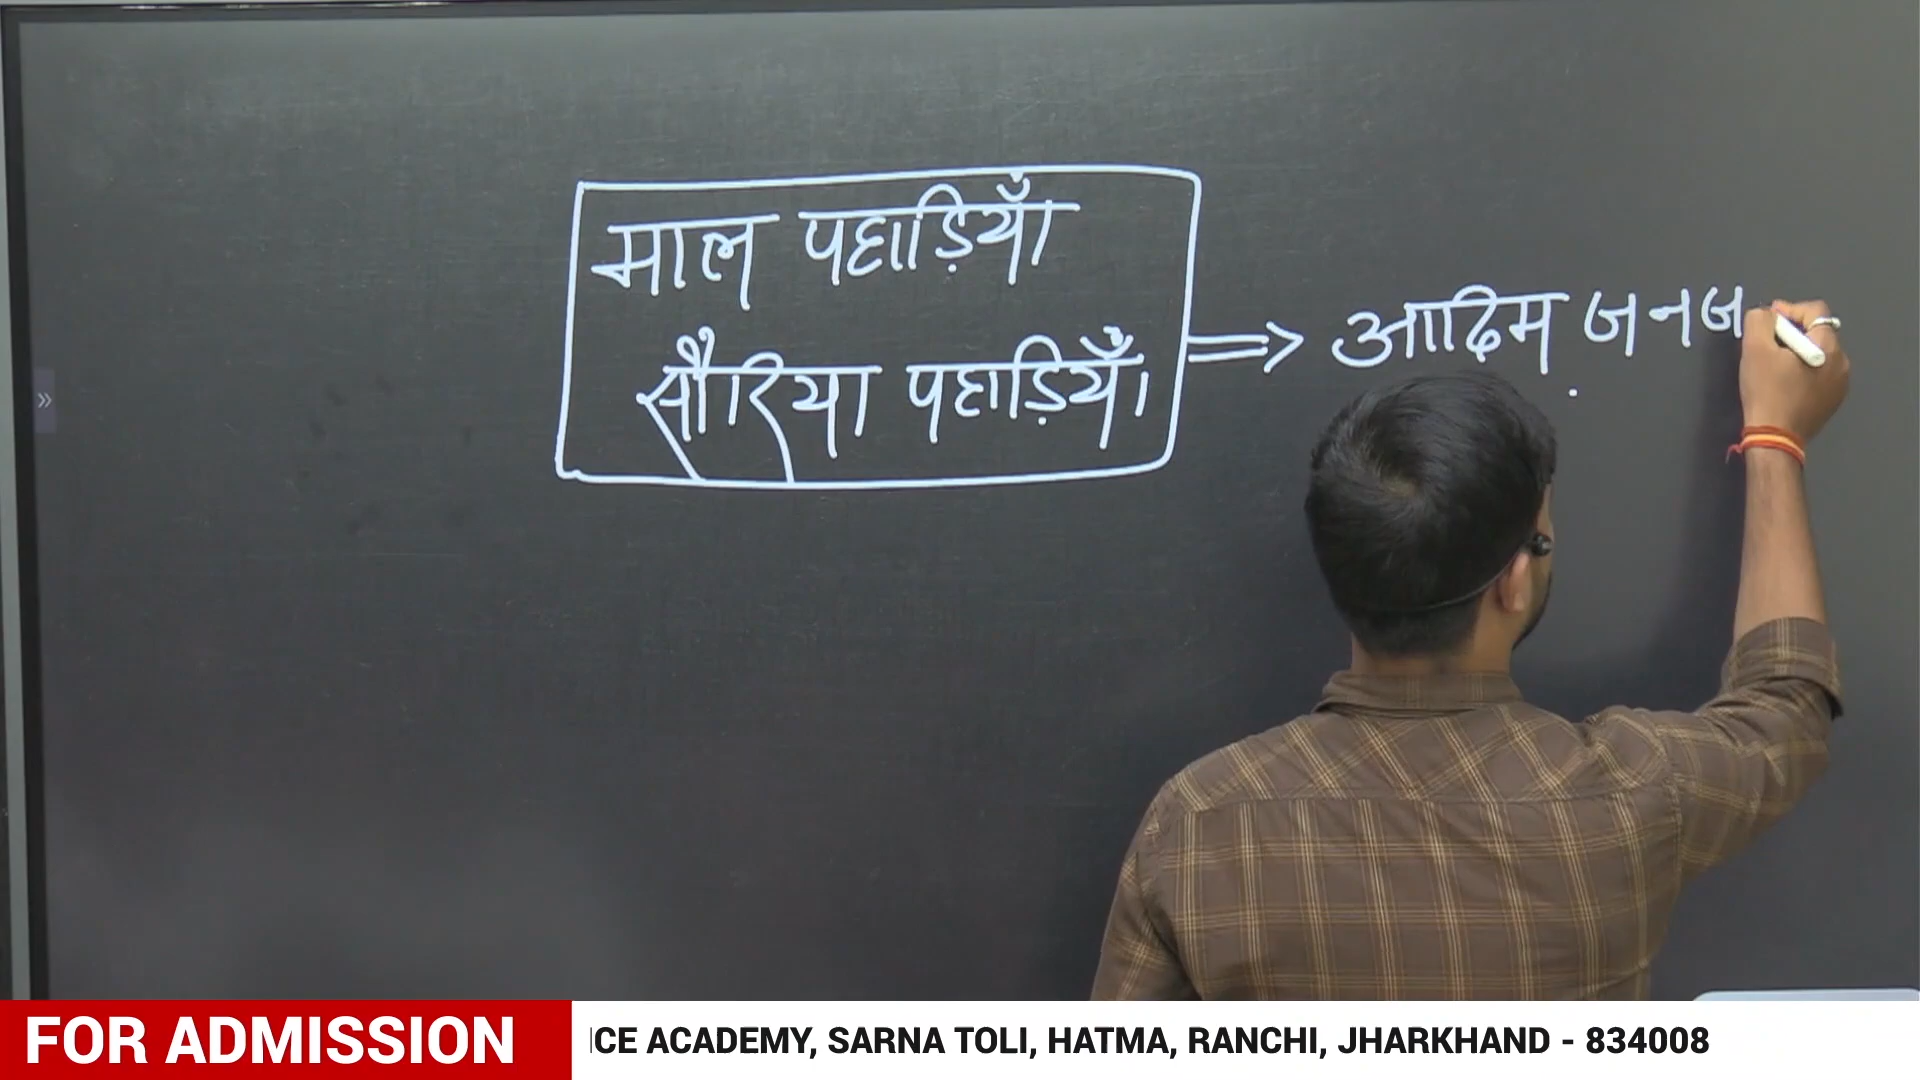 माल पहाड़ियाँ
सौरिया पहाड़ियाँ
⇒ आदिम जनज
FOR ADMISSION
ICE ACADEMY, SARNA TOLI, HATMA, RANCHI, JHARKHAND - 834008